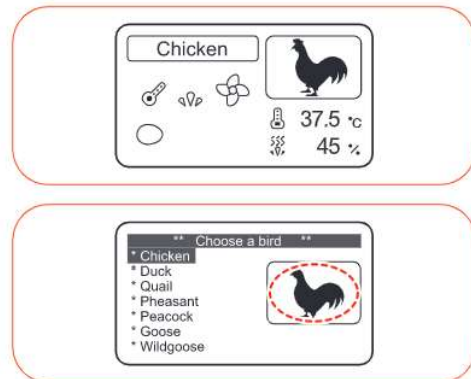 Chicken
37.5 °C
45 %
** Choose a bird **
* Chicken
* Duck
* Quail
* Pheasant
* Peacock
* Goose
* Wildgoose